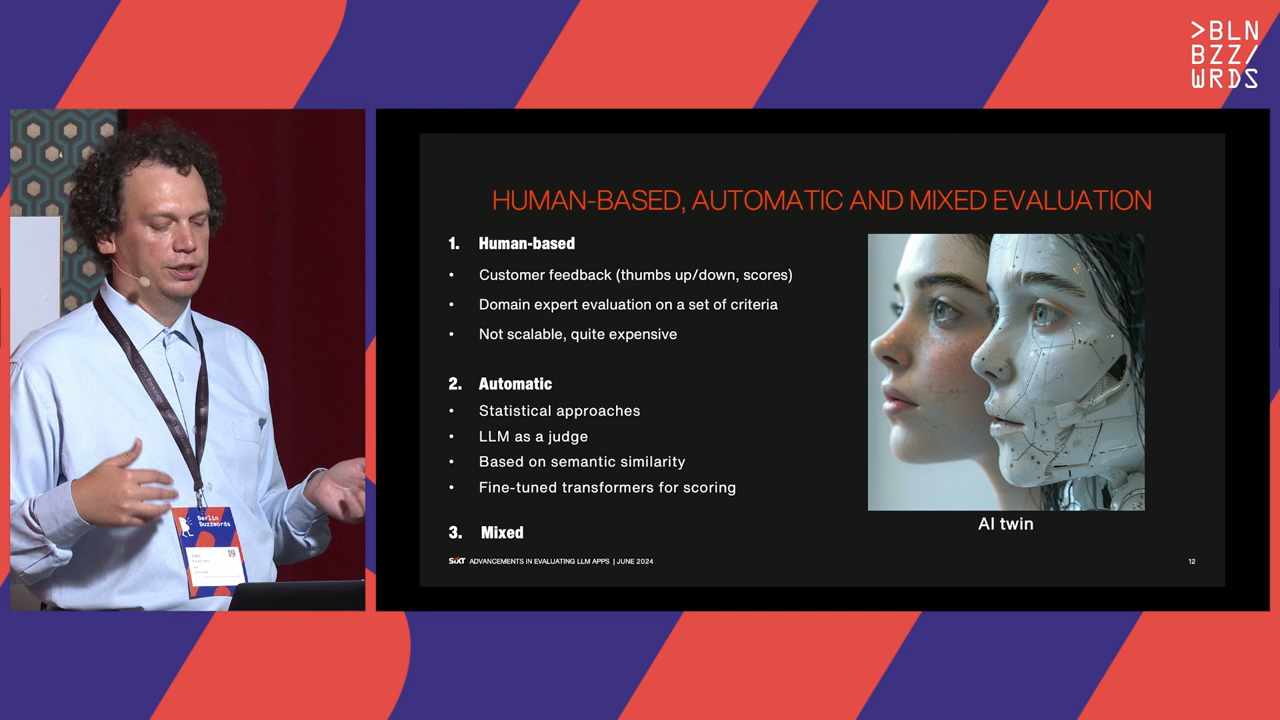 >BLN
BZZ/
WRDS
HUMAN-BASED, AUTOMATIC AND MIXED EVALUATION
1. Human-based
• Customer feedback (thumbs up/down, scores)
• Domain expert evaluation on a set of criteria
• Not scalable, quite expensive
2. Automatic
• Statistical approaches
• LLM as a judge
• Based on semantic similarity
• Fine-tuned transformers for scoring
3. Mixed
AI twin
SiXT ADVANCEMENTS IN EVALUATING LLM APPS | JUNE 2024
12
Berlin
Buzzwords